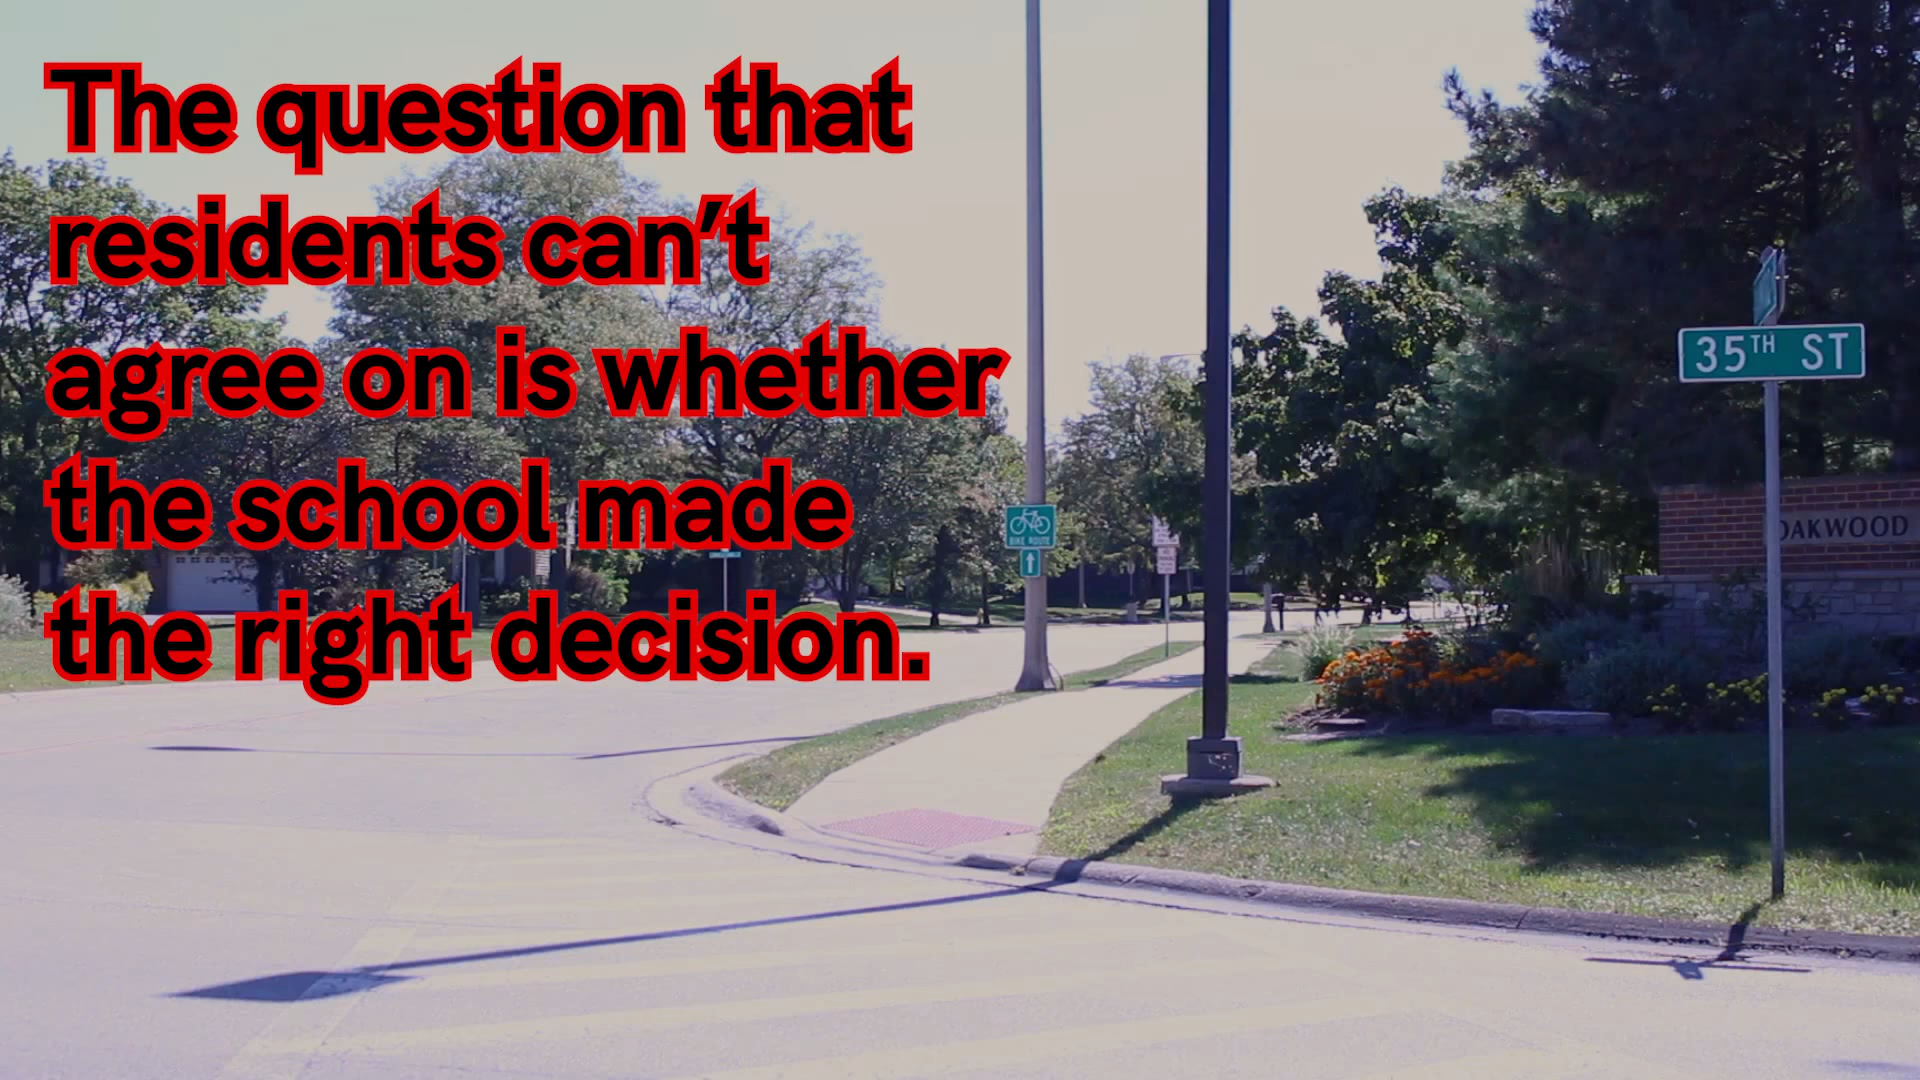 The question that
residents can’t
agree on is whether
the school made
the right decision.
35TH ST
BIKE ROUTE
OAKWOOD